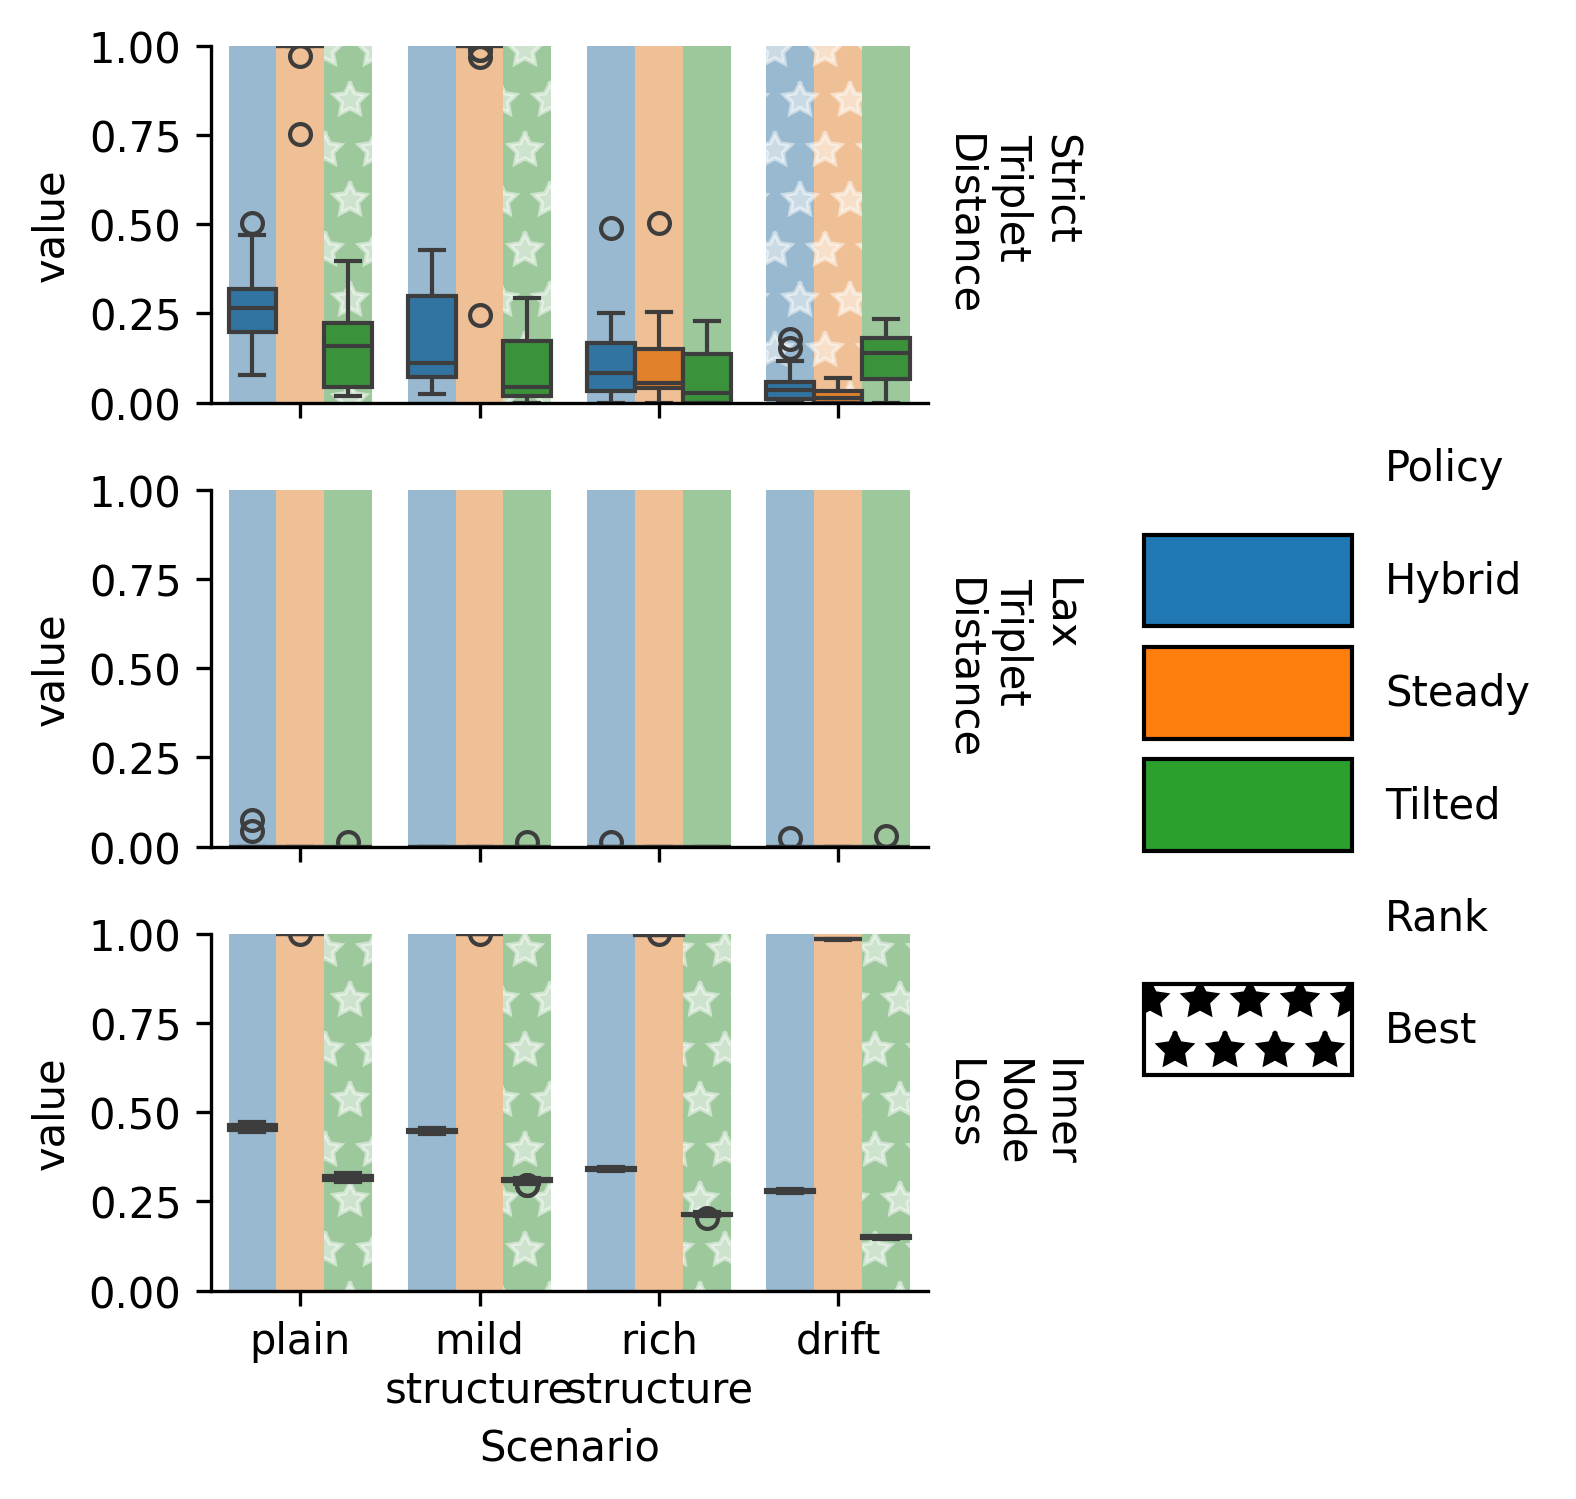 1.00
0.75
0.50
0.25
0.00
value
Strict
Triplet
Distance
1.00
0.75
0.50
0.25
0.00
value
Lax
Triplet
Distance
1.00
0.75
0.50
0.25
0.00
value
Inner
Node
Loss
plain
mild
structure
rich
structure
drift
Scenario
Policy
Hybrid
Steady
Tilted
Rank
Best